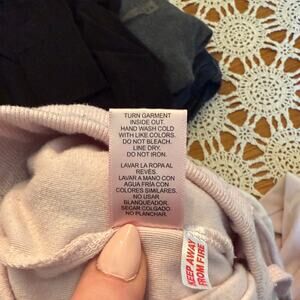 TURN GARMENT
INSIDE OUT.
HAND WASH COLD
WITH LIKE COLORS.
DO NOT BLEACH.
LINE DRY.
DO NOT IRON.
LAVAR LA ROPA AL
REVÉS.
LAVAR A MANO CON
AGUA FRÍA CON
COLORES SIMILARES.
NO USAR
BLANQUEADOR.
SEGAR COLGADO.
NO PLANCHAR.
KEEP AWAY
FROM FIRE